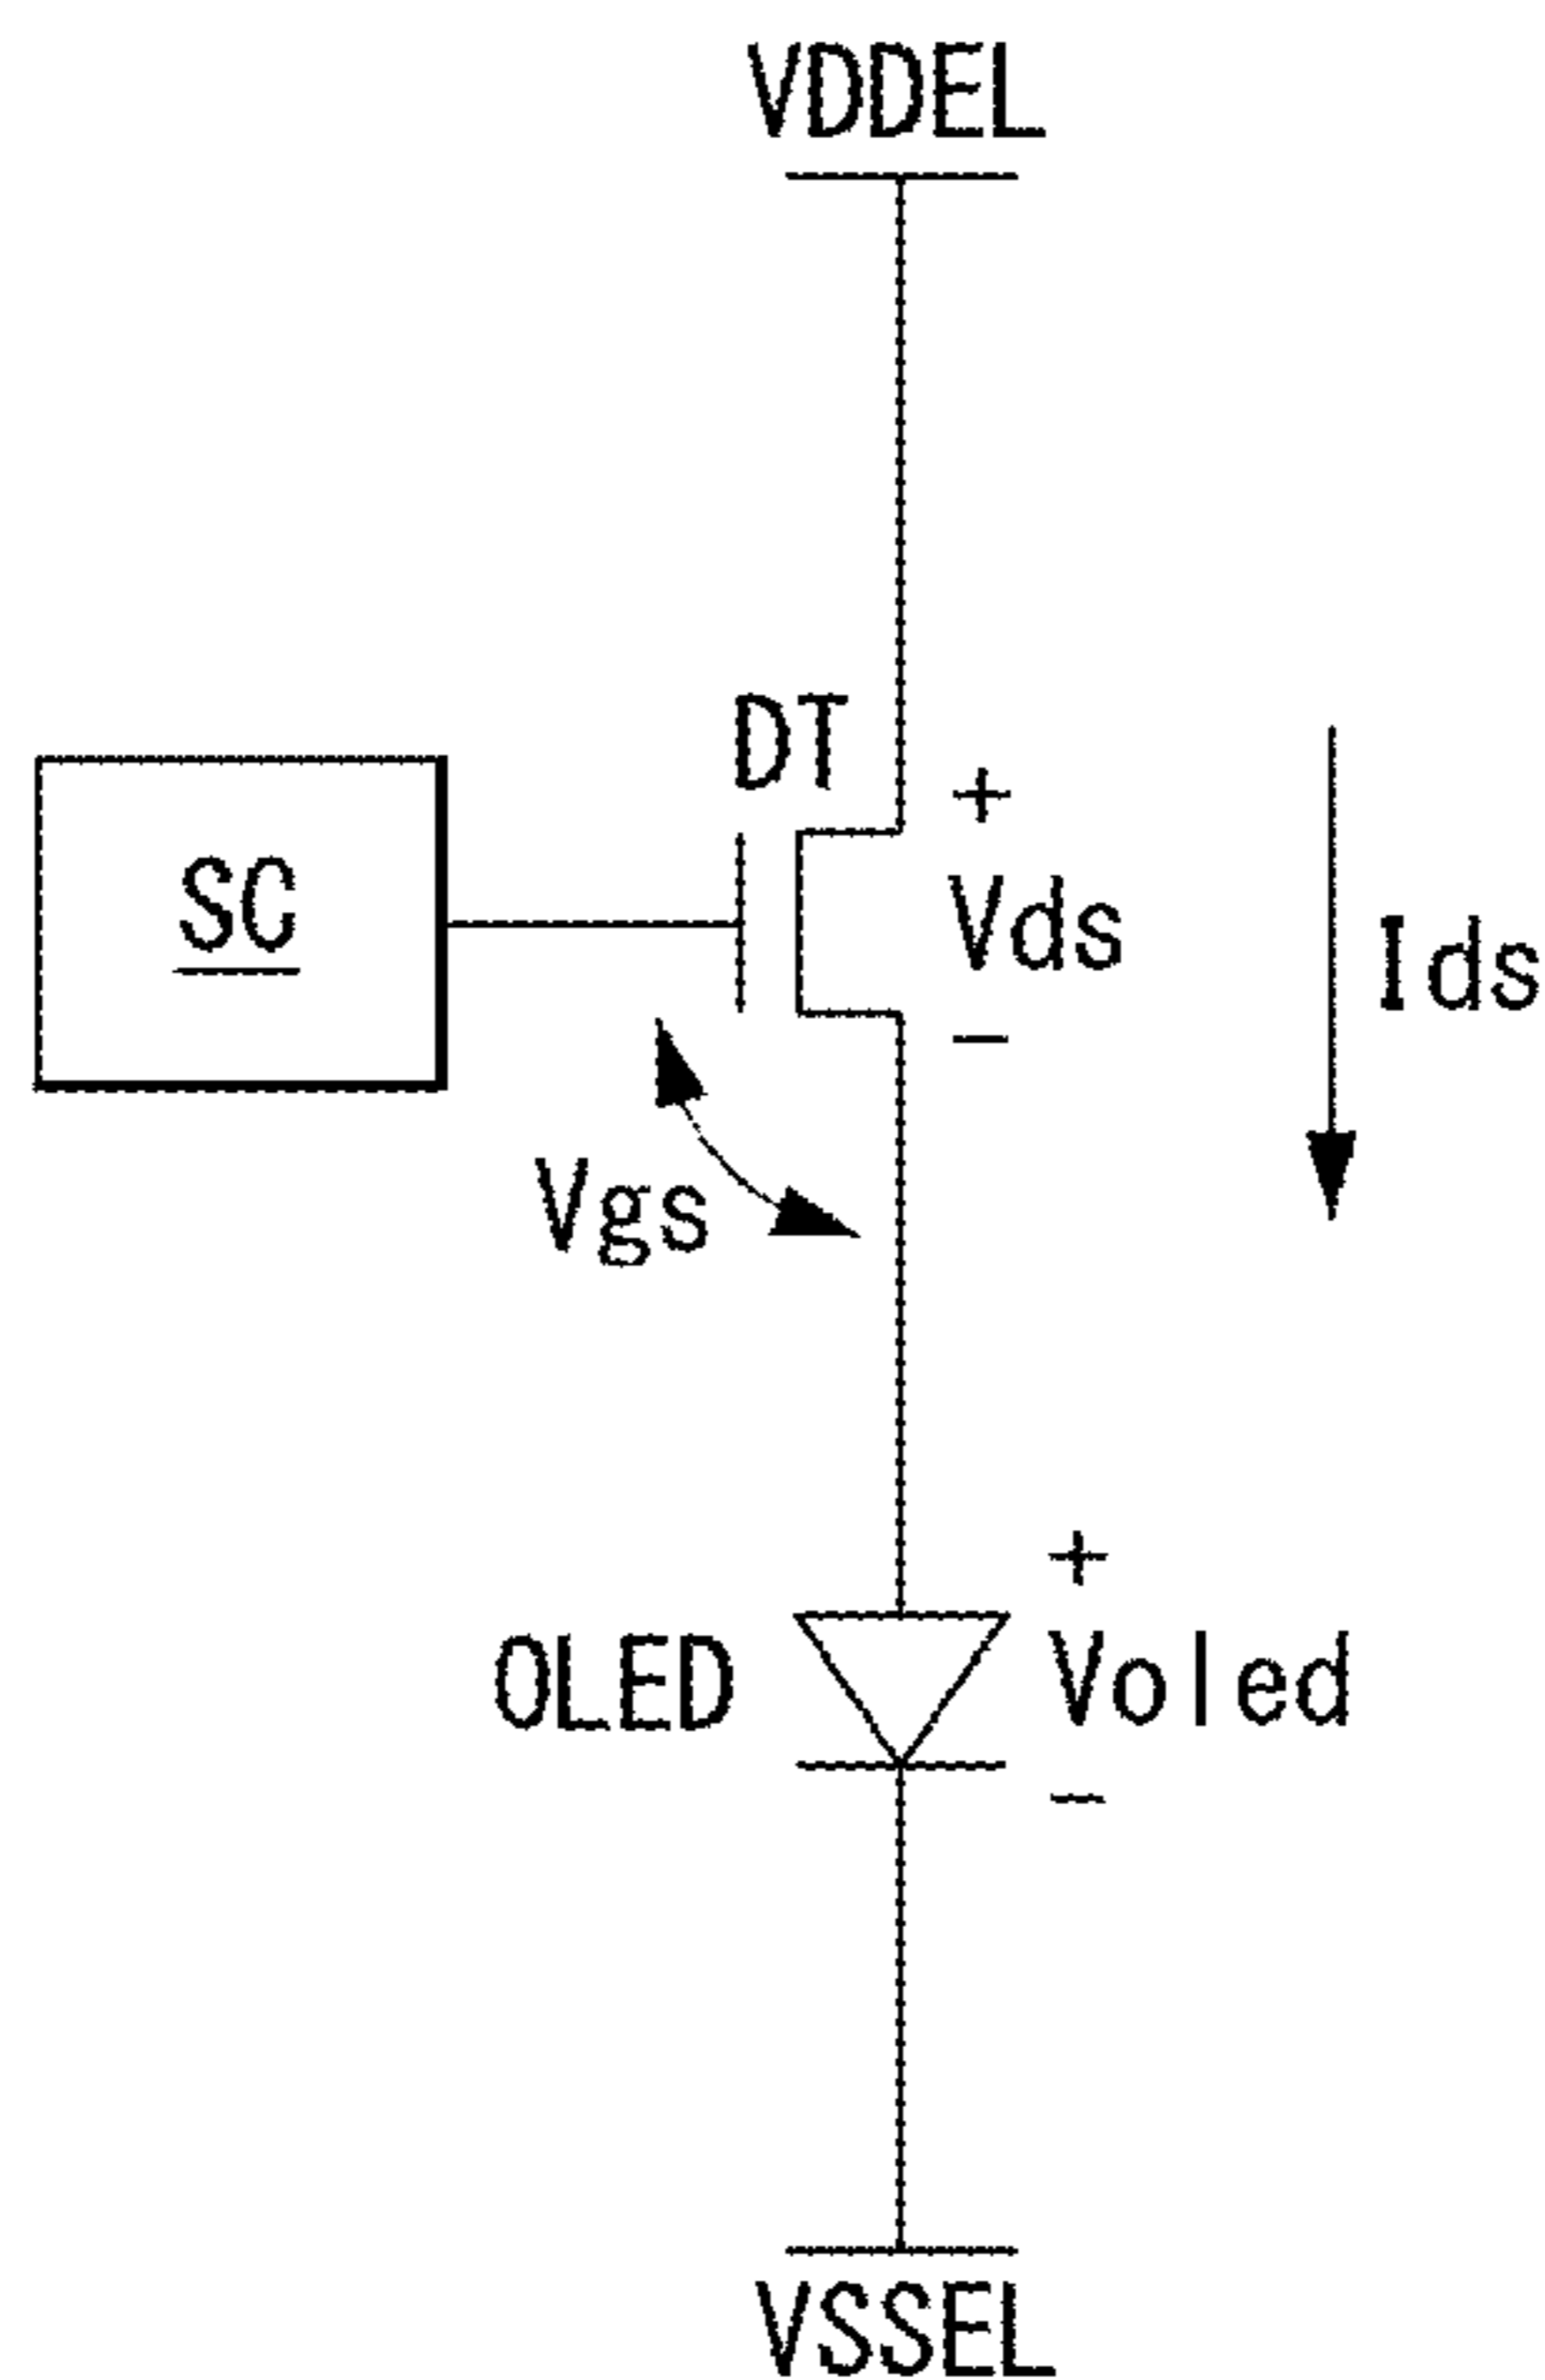 VDDEL
DT
+
SC
Vds
Ids
−
Vgs
+
OLED
Voled
−
VSSEL